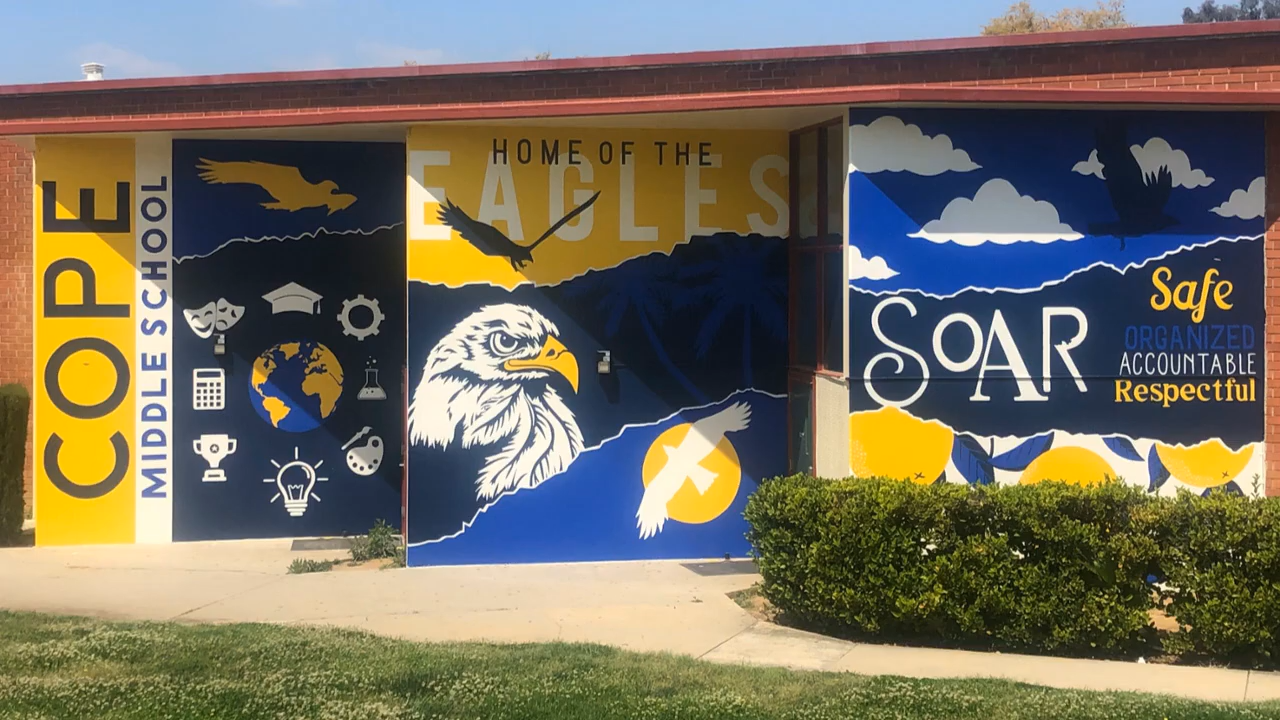 COPE
MIDDLE SCHOOL
HOME OF THE
EAGLES
SOAR
Safe
ORGANIZED
ACCOUNTABLE
Respectful